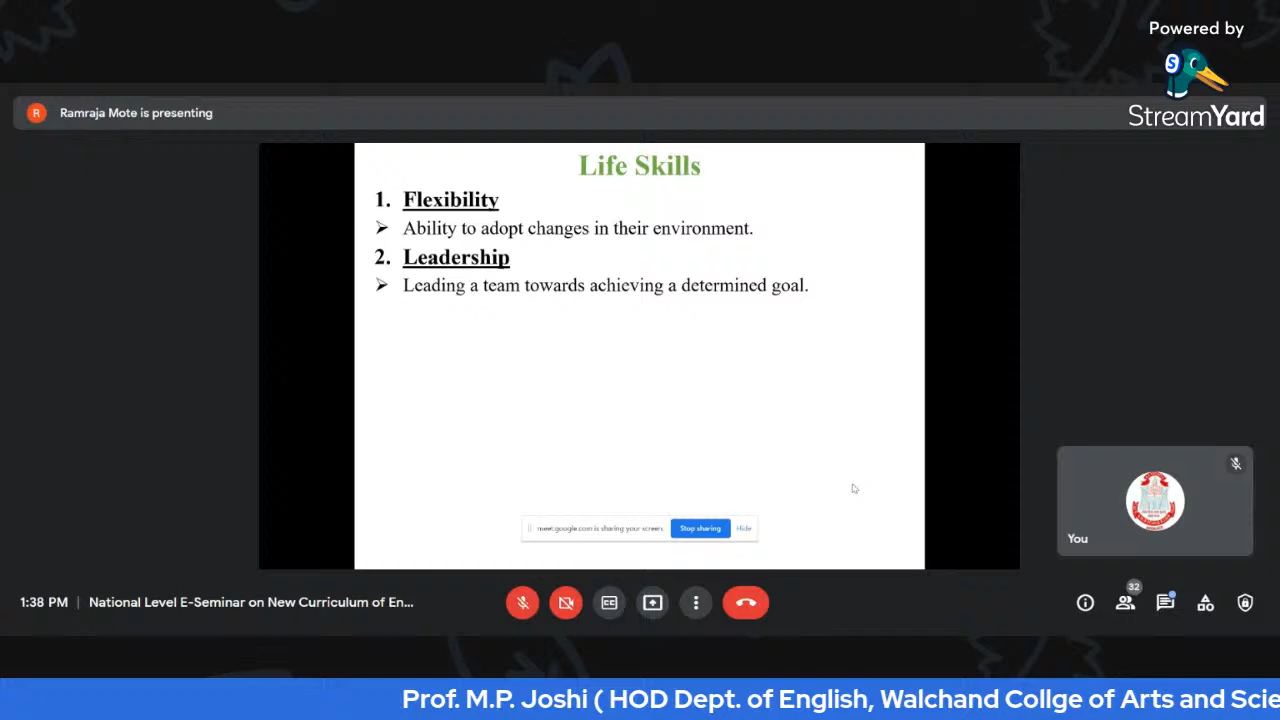 Powered by
S
StreamYard
R Ramraja Mote is presenting
Life Skills
1. Flexibility
➢ Ability to adopt changes in their environment.
2. Leadership
➢ Leading a team towards achieving a determined goal.
meet.google.com is sharing your screen. Stop sharing Hide
You
1:38 PM | National Level E-Seminar on New Curriculum of En...
CC
32
Prof. M.P. Joshi ( HOD Dept. of English, Walchand Collge of Arts and Scie